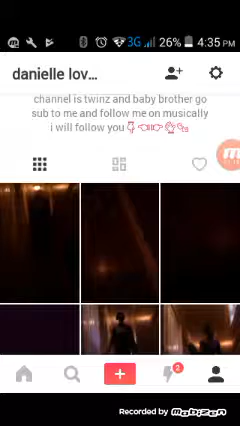 3G 26% 4:35 PM
danielle lov...
channel is twinz and baby brother go
sub to me and follow me on musically
i will follow you
2
Recorded by Mobizen